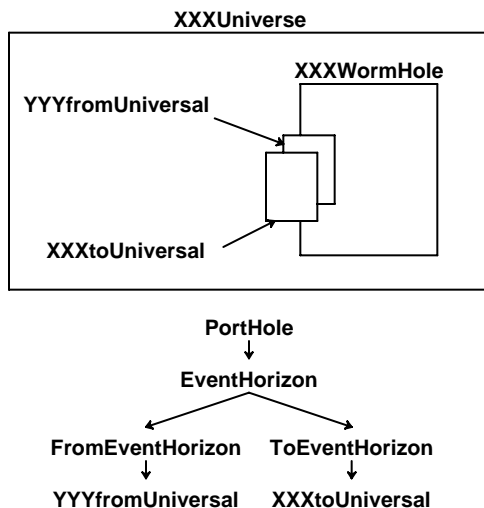 XXXUniverse
XXXWormHole
YYYfromUniversal
XXXtoUniversal
PortHole
EventHorizon
FromEventHorizon ToEventHorizon
YYYfromUniversal XXXtoUniversal